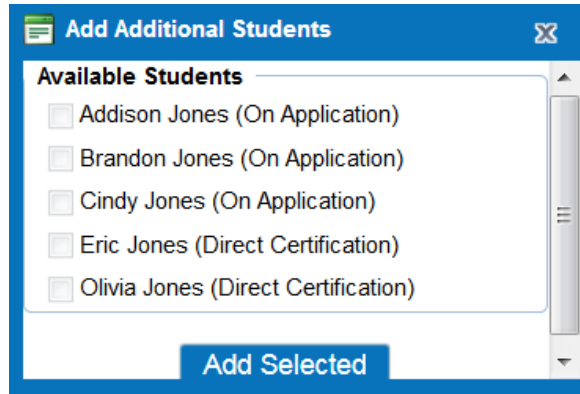 Add Additional Students
Available Students
Addison Jones (On Application)
Brandon Jones (On Application)
Cindy Jones (On Application)
Eric Jones (Direct Certification)
Olivia Jones (Direct Certification)
Add Selected